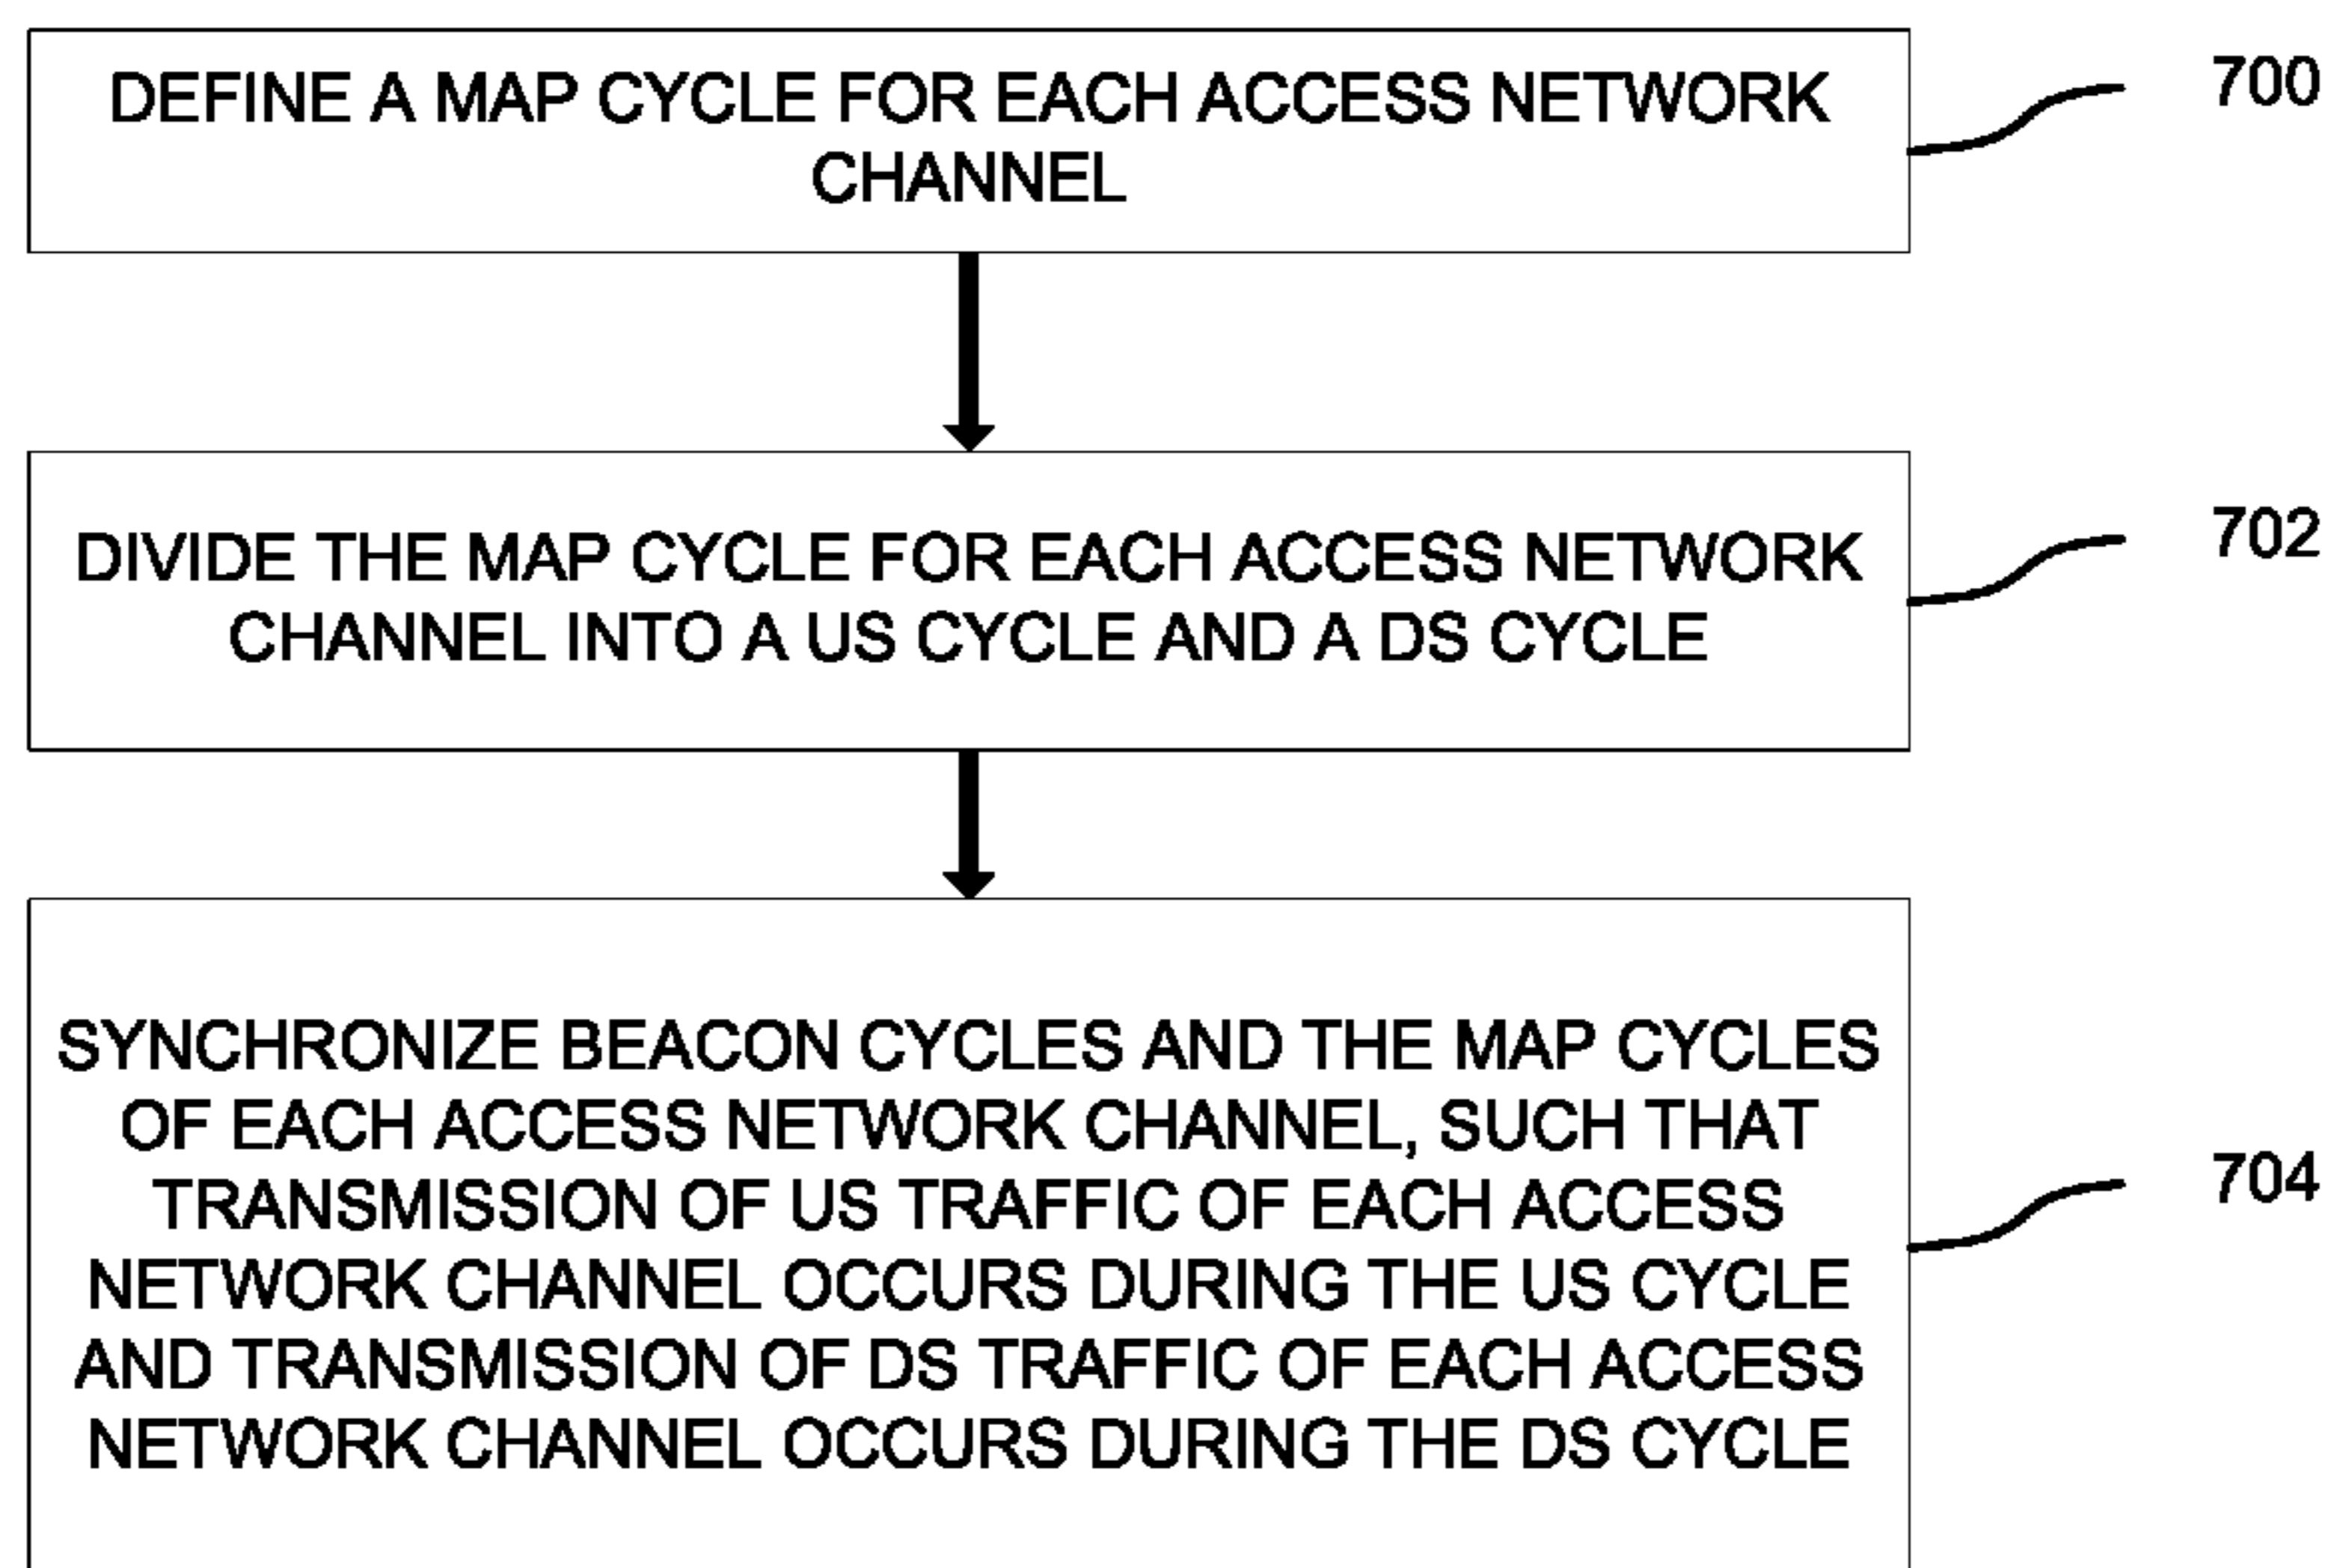 DEFINE A MAP CYCLE FOR EACH ACCESS NETWORK
CHANNEL
700
DIVIDE THE MAP CYCLE FOR EACH ACCESS NETWORK
CHANNEL INTO A US CYCLE AND A DS CYCLE
702
SYNCHRONIZE BEACON CYCLES AND THE MAP CYCLES
OF EACH ACCESS NETWORK CHANNEL, SUCH THAT
TRANSMISSION OF US TRAFFIC OF EACH ACCESS
NETWORK CHANNEL OCCURS DURING THE US CYCLE
AND TRANSMISSION OF DS TRAFFIC OF EACH ACCESS
NETWORK CHANNEL OCCURS DURING THE DS CYCLE
704